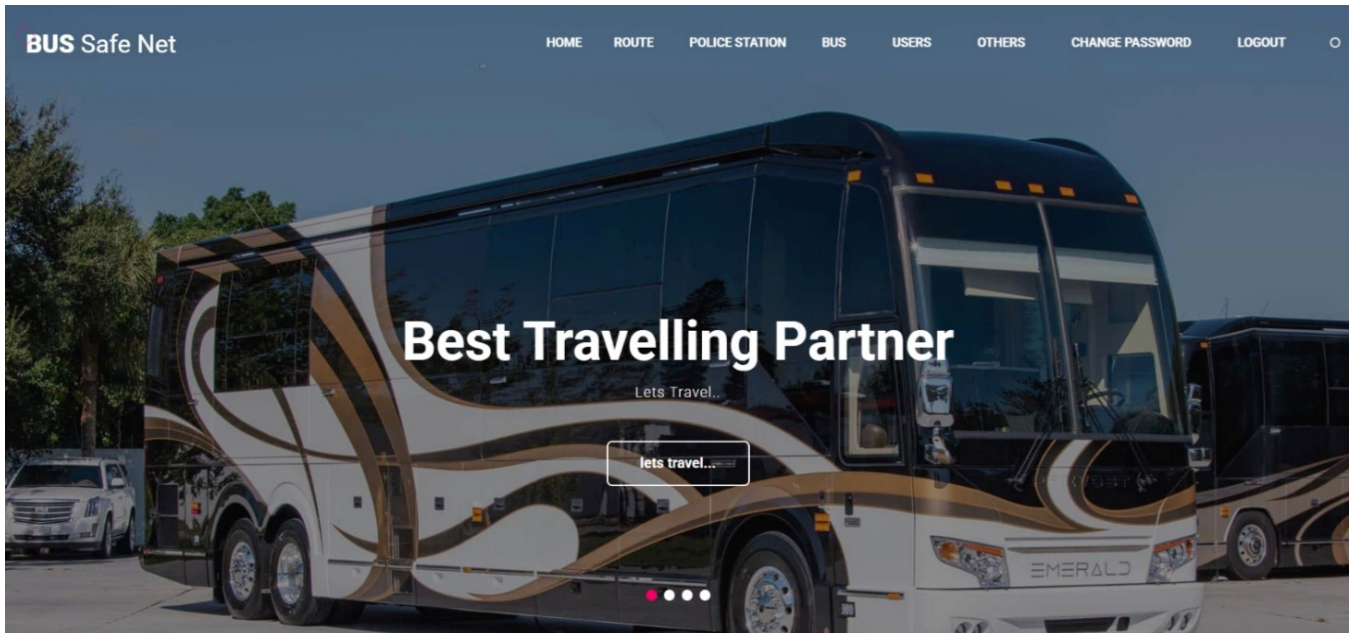 BUS Safe Net
HOME ROUTE POLICE STATION BUS USERS OTHERS CHANGE PASSWORD LOGOUT
Best Travelling Partner
Lets Travel..
lets travel...
EMERALD